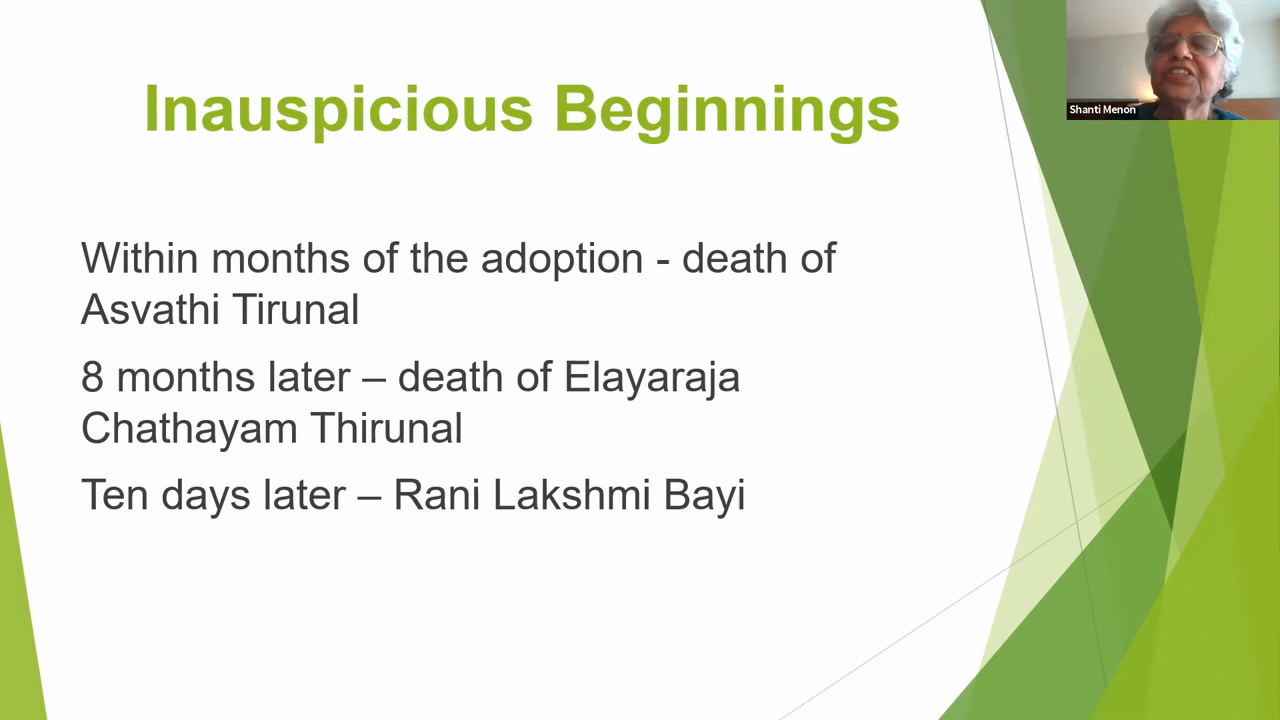 Inauspicious Beginnings
Shanti Menon
Within months of the adoption - death of
Asvathi Tirunal
8 months later – death of Elayaraja
Chathayam Thirunal
Ten days later – Rani Lakshmi Bayi